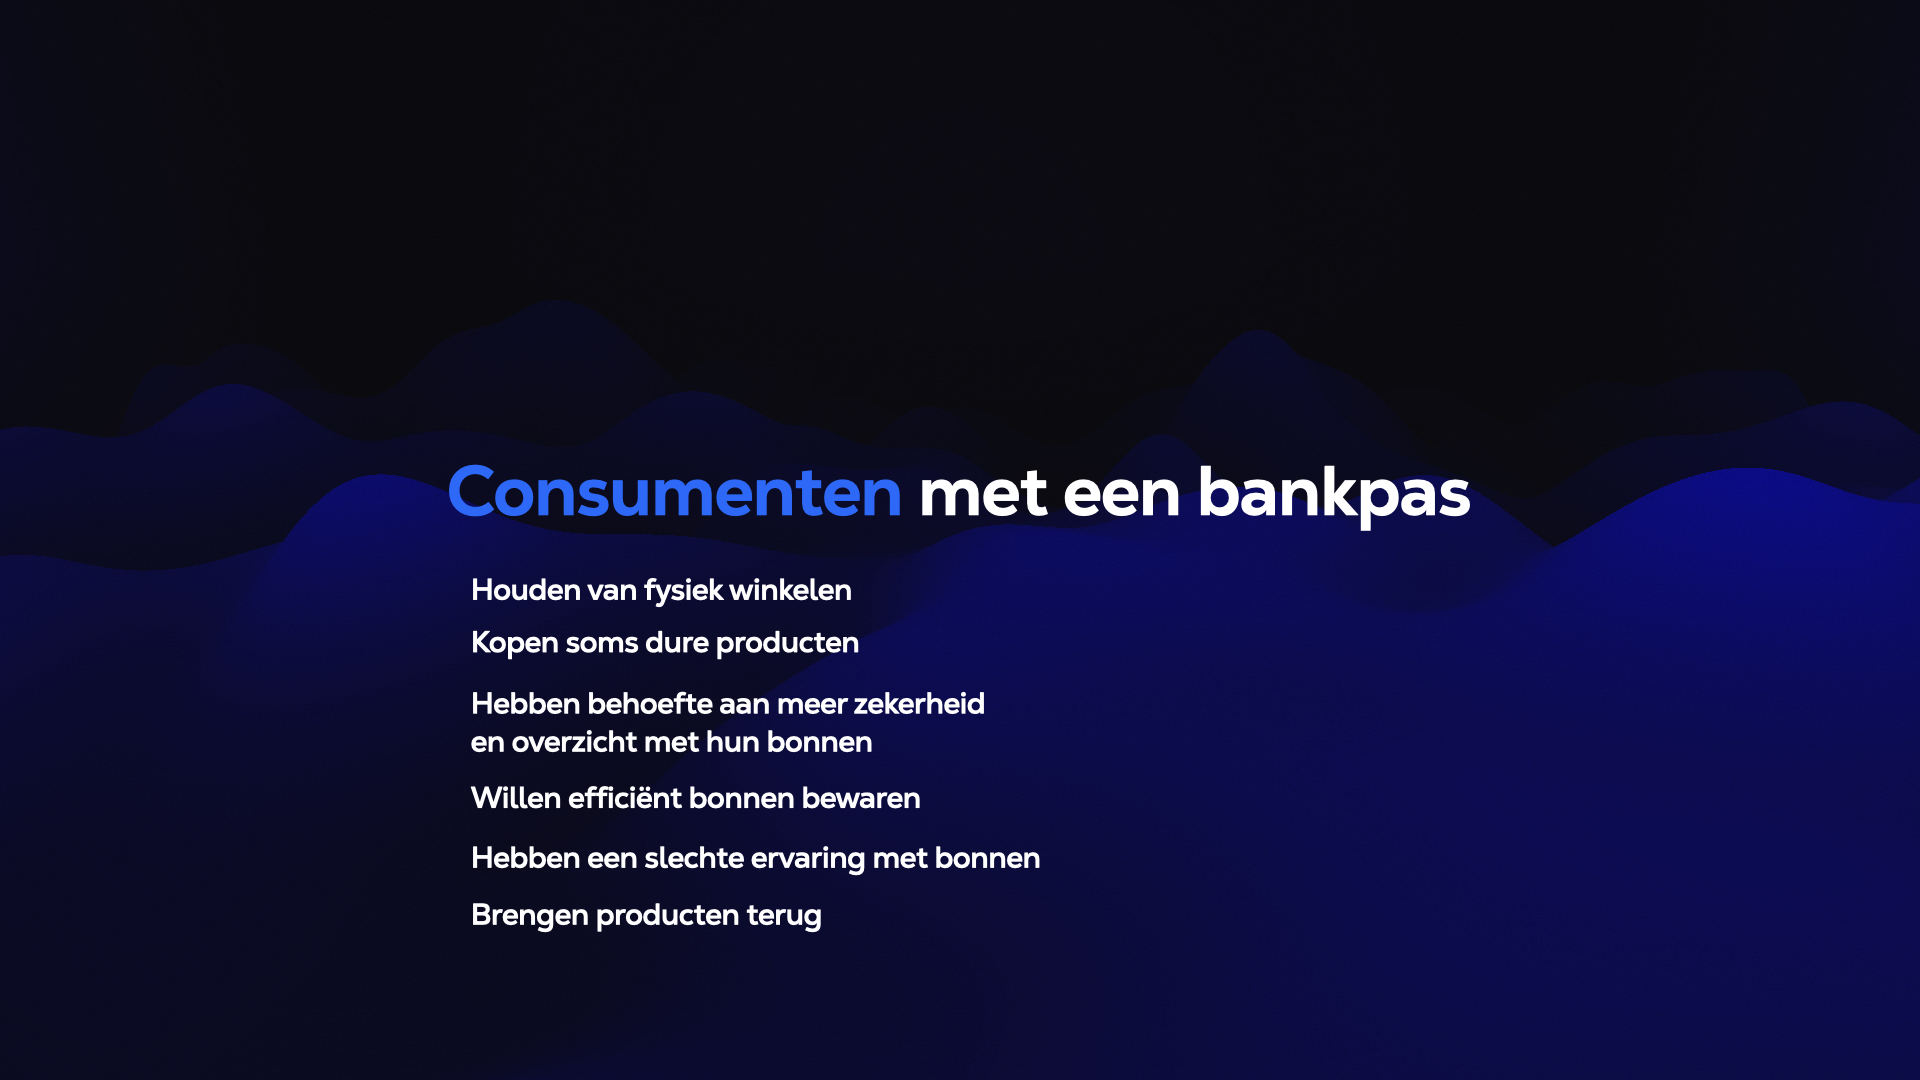 Consumenten met een bankpas
Houden van fysiek winkelen
Kopen soms dure producten
Hebben behoefte aan meer zekerheid
en overzicht met hun bonnen
Willen efficiënt bonnen bewaren
Hebben een slechte ervaring met bonnen
Brengen producten terug